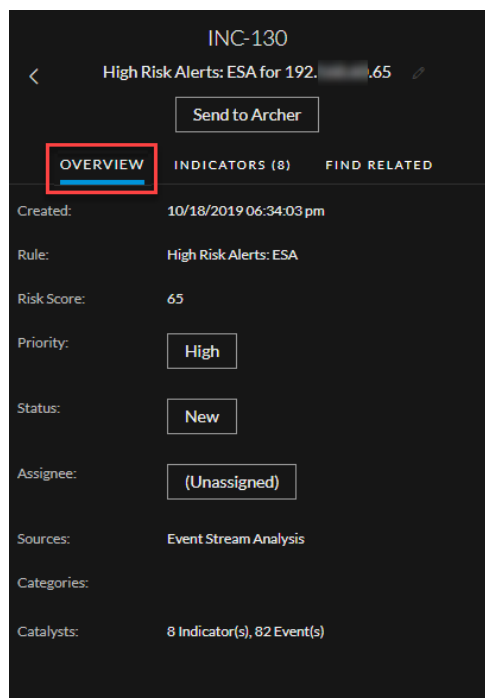 INC-130
High Risk Alerts: ESA for 192. .65
Send to Archer
OVERVIEW INDICATORS (8) FIND RELATED
Created: 10/18/2019 06:34:03 pm
Rule: High Risk Alerts: ESA
Risk Score: 65
Priority: High
Status: New
Assignee: (Unassigned)
Sources: Event Stream Analysis
Categories:
Catalysts: 8 Indicator(s), 82 Event(s)